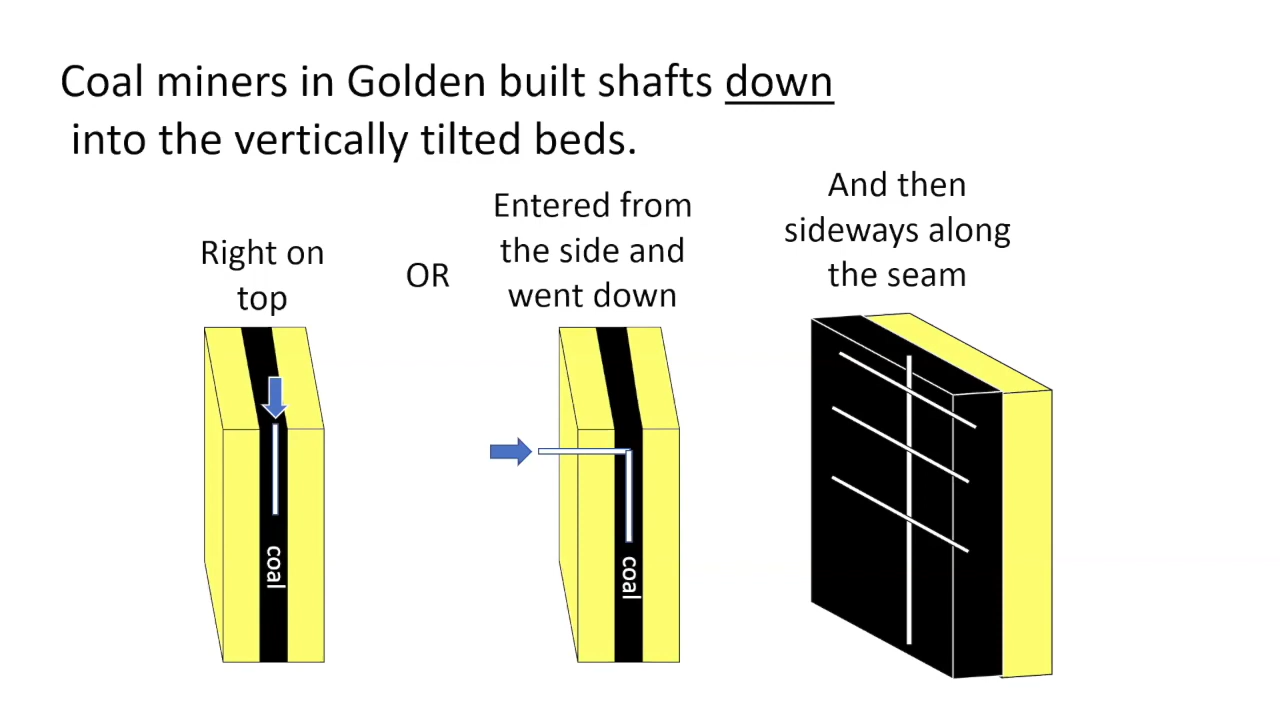 Coal miners in Golden built shafts down
into the vertically tilted beds.
Right on
top
OR
Entered from
the side and
went down
And then
sideways along
the seam
coal
coal